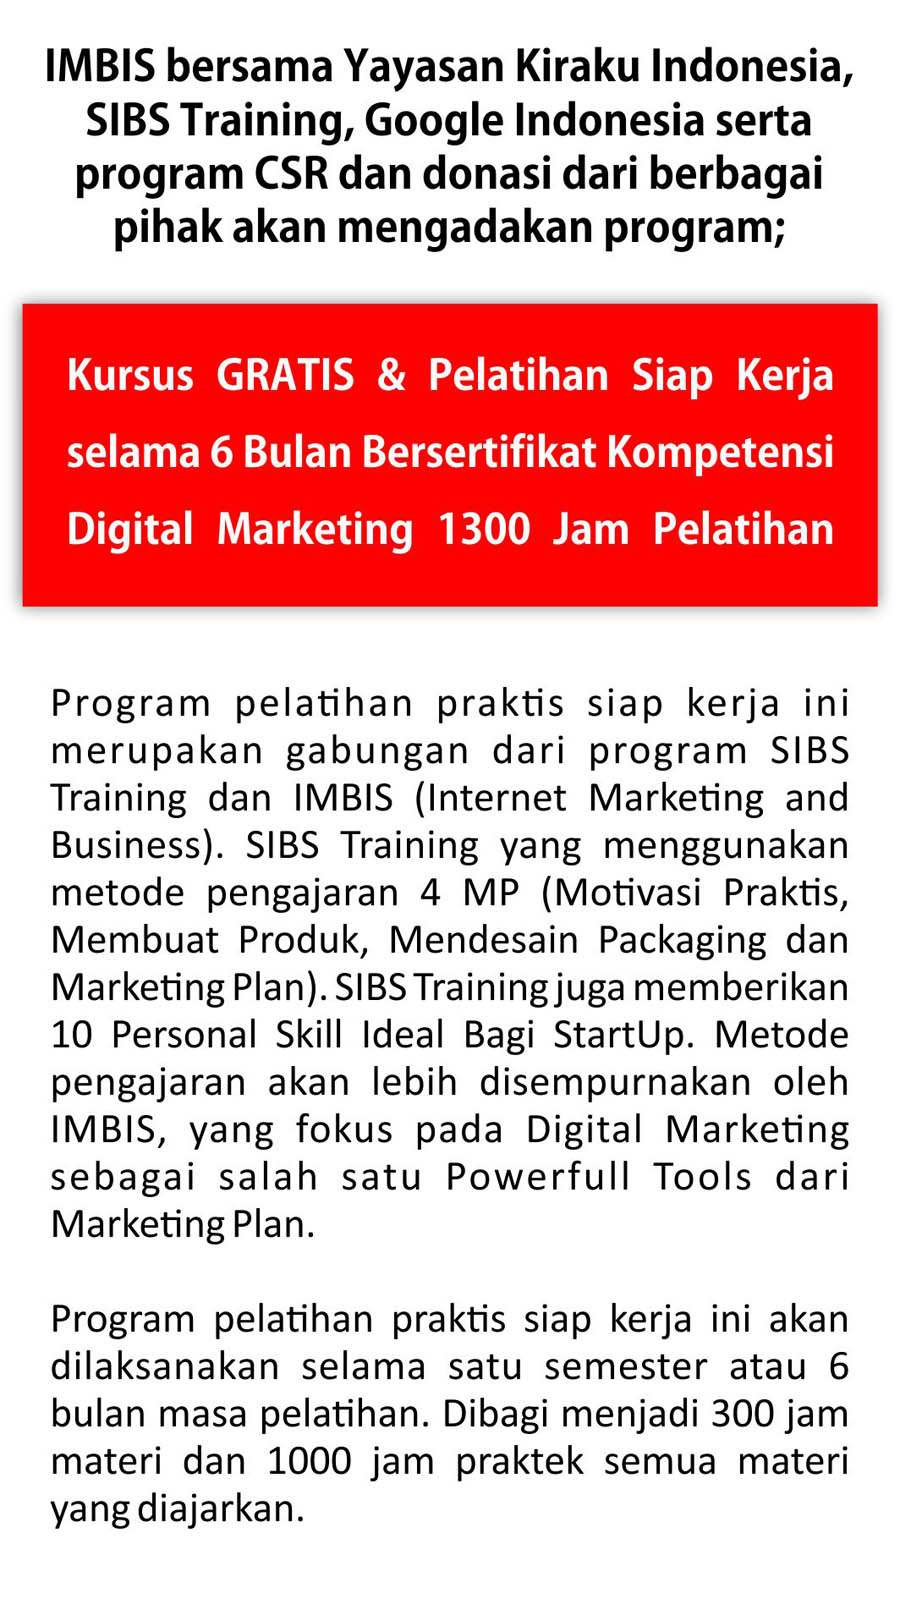 IMBIS bersama Yayasan Kiraku Indonesia,
SIBS Training, Google Indonesia serta
program CSR dan donasi dari berbagai
pihak akan mengadakan program;
Kursus GRATIS & Pelatihan Siap Kerja
selama 6 Bulan Bersertifikat Kompetensi
Digital Marketing 1300 Jam Pelatihan
Program pelatihan praktis siap kerja ini
merupakan gabungan dari program SIBS
Training dan IMBIS (Internet Marketing and
Business). SIBS Training yang menggunakan
metode pengajaran 4 MP (Motivasi Praktis,
Membuat Produk, Mendesain Packaging dan
Marketing Plan). SIBS Training juga memberikan
10 Personal Skill Ideal Bagi StartUp. Metode
pengajaran akan lebih disempurnakan oleh
IMBIS, yang fokus pada Digital Marketing
sebagai salah satu Powerfull Tools dari
Marketing Plan.
Program pelatihan praktis siap kerja ini akan
dilaksanakan selama satu semester atau 6
bulan masa pelatihan. Dibagi menjadi 300 jam
materi dan 1000 jam praktek semua materi
yang diajarkan.